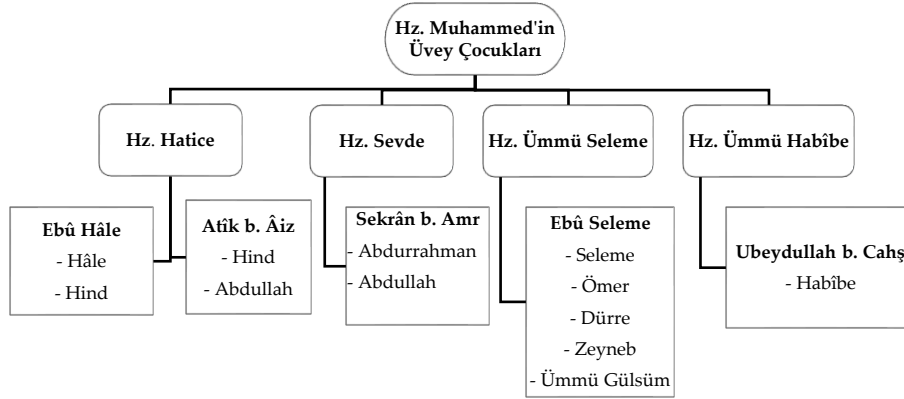 Hz. Muhammed'in
Üvey Çocukları
Hz. Hatice
Hz. Sevde
Hz. Ümmü Seleme
Hz. Ümmü Habîbe
Ebû Hâle
- Hâle
- Hind
Atîk b. Âiz
- Hind
- Abdullah
Sekrân b. Amr
- Abdurrahman
- Abdullah
Ebû Seleme
- Seleme
- Ömer
- Dürre
- Zeyneb
- Ümmü Gülsüm
Ubeydullah b. Cahş
- Habîbe